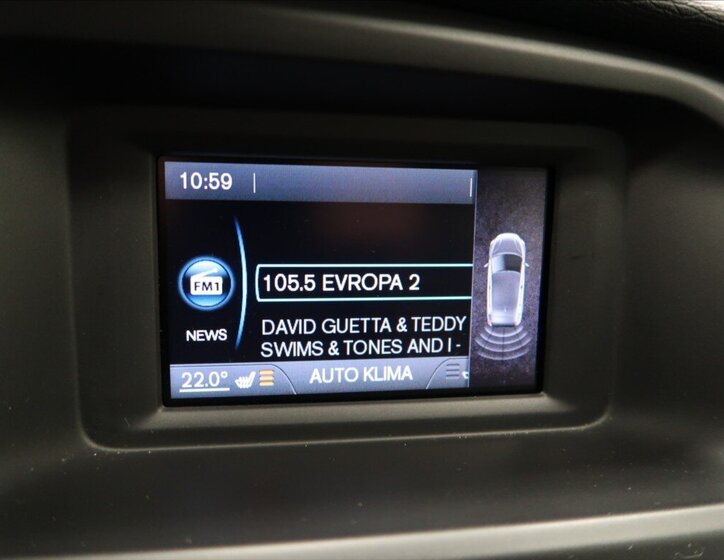 10:59
105.5 EVROPA 2
FM1
NEWS
DAVID GUETTA & TEDDY
SWIMS & TONES AND I -
22.0° AUTO KLIMA